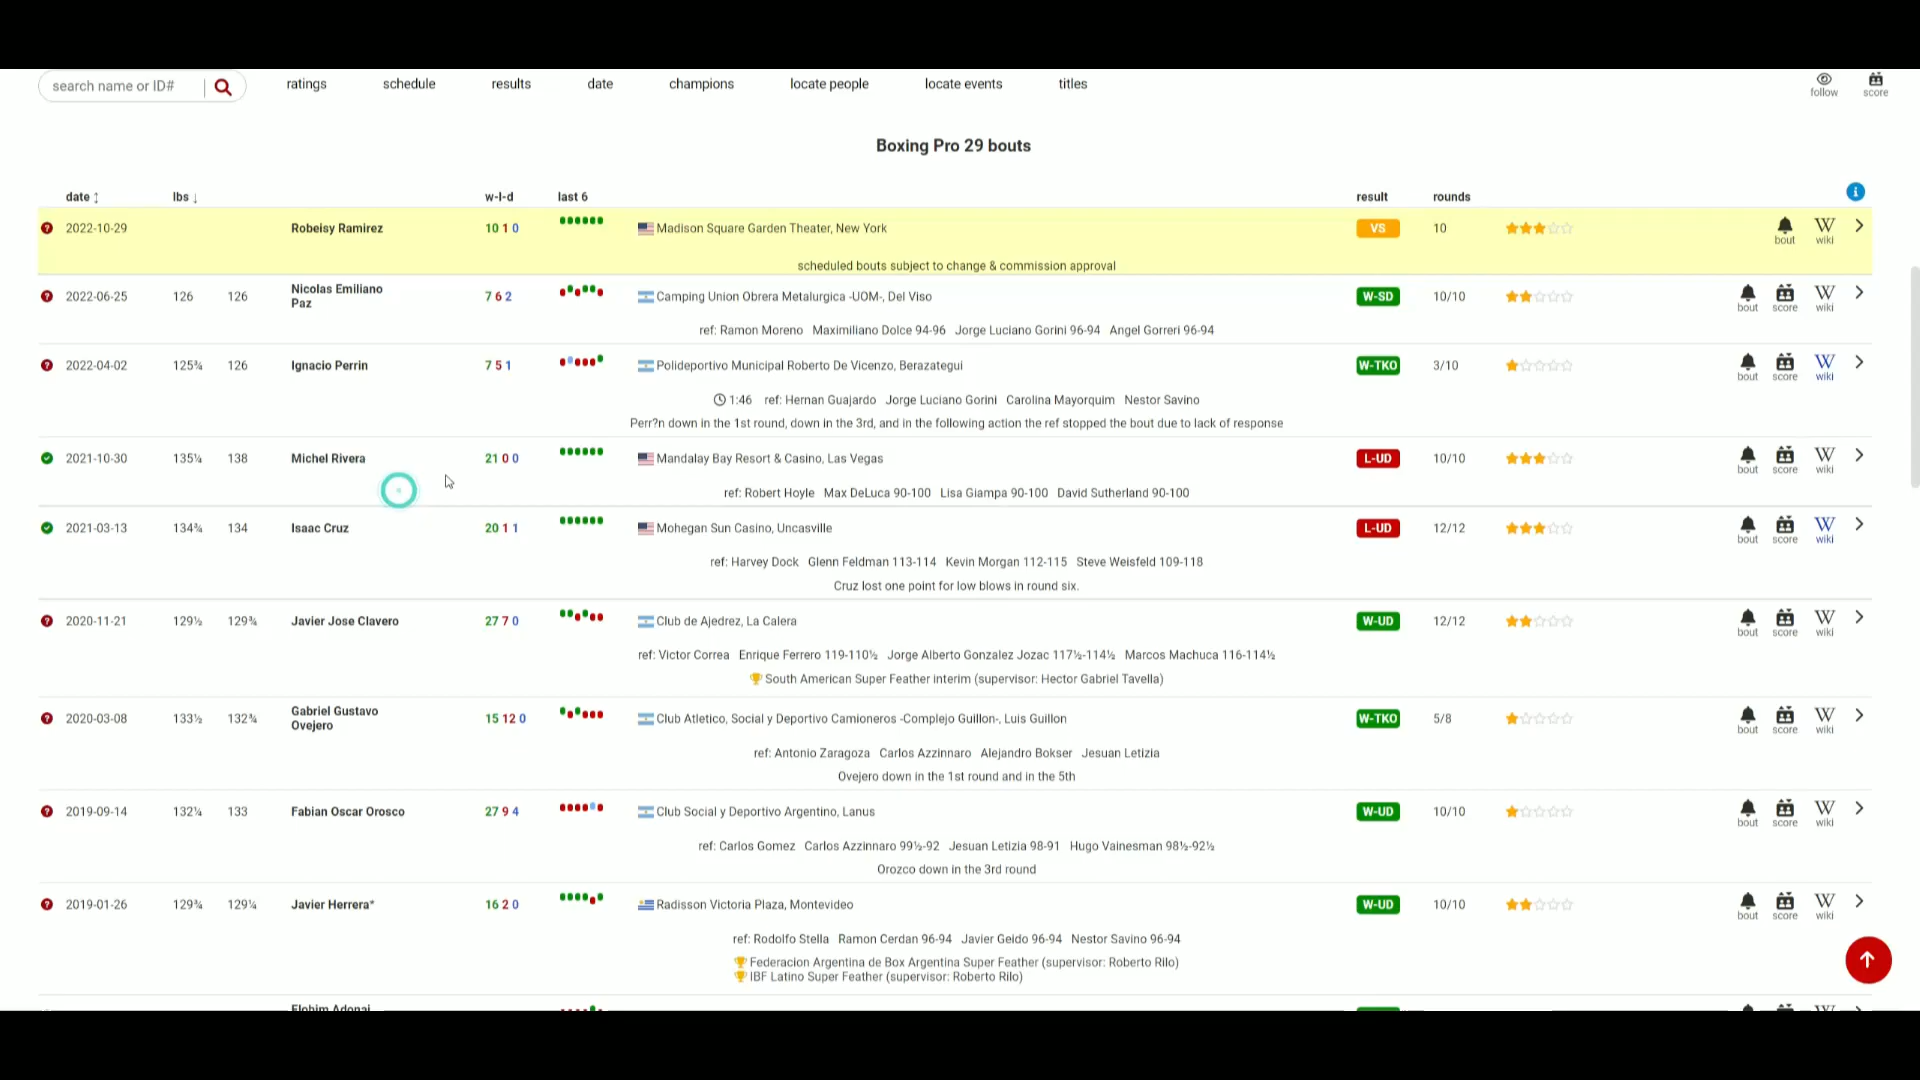 search name or ID# ratings schedule results date champions locate people locate events titles follow score
Boxing Pro 29 bouts
date lbs w-l-d last 6 result rounds
2022-10-29 Robeisy Ramirez 10 1 0 Madison Square Garden Theater, New York VS 10 bout wiki
scheduled bouts subject to change & commission approval
2022-06-25 126 126 Nicolas Emiliano Paz 7 6 2 Camping Union Obrera Metalurgica -UOM-, Del Viso W-SD 10/10 bout score wiki
ref: Ramon Moreno Maximiliano Dolce 94-96 Jorge Luciano Gorini 96-94 Angel Gorreri 96-94
2022-04-02 125¾ 126 Ignacio Perrin 7 5 1 Polideportivo Municipal Roberto De Vicenzo, Berazategui W-TKO 3/10 bout score wiki
1:46 ref: Hernan Guajardo Jorge Luciano Gorini Carolina Mayorquim Nestor Savino
Perr?n down in the 1st round, down in the 3rd, and in the following action the ref stopped the bout due to lack of response
2021-10-30 135¼ 138 Michel Rivera 21 0 0 Mandalay Bay Resort & Casino, Las Vegas L-UD 10/10 bout score wiki
ref: Robert Hoyle Max DeLuca 90-100 Lisa Giampa 90-100 David Sutherland 90-100
2021-03-13 134¾ 134 Isaac Cruz 20 1 1 Mohegan Sun Casino, Uncasville L-UD 12/12 bout score wiki
ref: Harvey Dock Glenn Feldman 113-114 Kevin Morgan 112-115 Steve Weisfeld 109-118
Cruz lost one point for low blows in round six.
2020-11-21 129½ 129¾ Javier Jose Clavero 27 7 0 Club de Ajedrez, La Calera W-UD 12/12 bout score wiki
ref: Victor Correa Enrique Ferrero 119-110½ Jorge Alberto Gonzalez Jozac 117½-114½ Marcos Machuca 116-114½
South American Super Feather interim (supervisor: Hector Gabriel Tavella)
2020-03-08 133½ 132¾ Gabriel Gustavo Ovejero 15 12 0 Club Atletico, Social y Deportivo Camioneros -Complejo Guillon-, Luis Guillon W-TKO 5/8 bout score wiki
ref: Antonio Zaragoza Carlos Azzinnaro Alejandro Bokser Jesuan Letizia
Ovejero down in the 1st round and in the 5th
2019-09-14 132¼ 133 Fabian Oscar Orosco 27 9 4 Club Social y Deportivo Argentino, Lanus W-UD 10/10 bout score wiki
ref: Carlos Gomez Carlos Azzinnaro 99½-92 Jesuan Letizia 98-91 Hugo Vainesman 98½-92½
Orozco down in the 3rd round
2019-01-26 129¾ 129¼ Javier Herrera* 16 2 0 Radisson Victoria Plaza, Montevideo W-UD 10/10 bout score wiki
ref: Rodolfo Stella Ramon Cerdan 96-94 Javier Geido 96-94 Nestor Savino 96-94
Federacion Argentina de Box Argentina Super Feather (supervisor: Roberto Rilo)
IBF Latino Super Feather (supervisor: Roberto Rilo)
Elohim Adonai